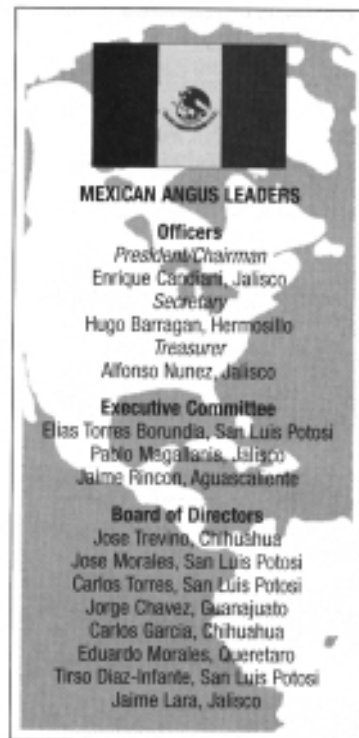 MEXICAN ANGUS LEADERS
Officers
President/Chairman
Enrique Candiani, Jalisco
Secretary
Hugo Barragan, Hermosillo
Treasurer
Alfonso Nunez, Jalisco
Executive Committee
Elias Torres Borundia, San Luis Potosi
Pablo Magallanis, Jalisco
Jaime Rincon, Aguascaliente
Board of Directors
Jose Trevino, Chihuahua
Jose Morales, San Luis Potosi
Carlos Torres, San Luis Potosi
Jorge Chavez, Guanajuato
Carlos Garcia, Chihuahua
Eduardo Morales, Queretaro
Tirso Diaz-Infante, San Luis Potosi
Jaime Lara, Jalisco